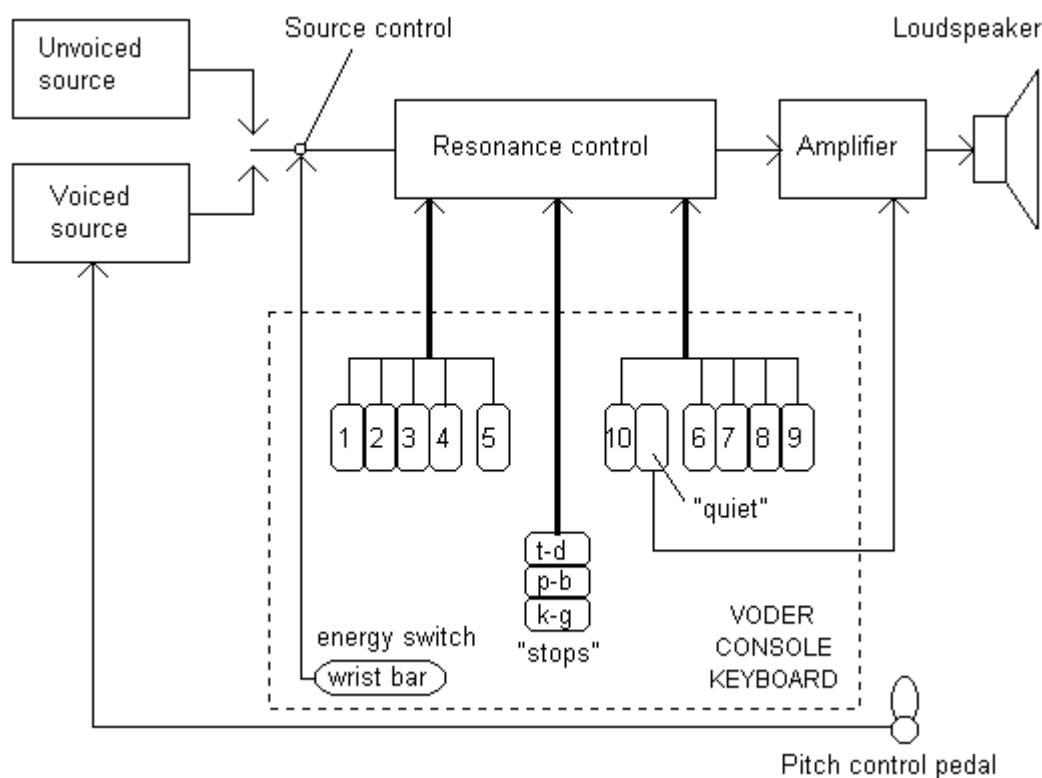 Unvoiced
source
Source control
Loudspeaker
Resonance control
Amplifier
Voiced
source
1 2 3 4 5
10 6 7 8 9
"quiet"
t-d
p-b
k-g
"stops"
energy switch
wrist bar
VODER
CONSOLE
KEYBOARD
Pitch control pedal